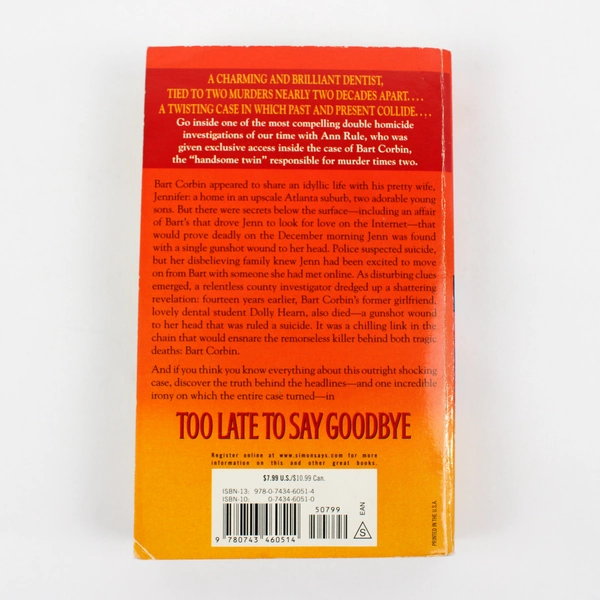 A CHARMING AND BRILLIANT DENTIST,
TIED TO TWO MURDERS NEARLY TWO DECADES APART....
A TWISTING CASE IN WHICH PAST AND PRESENT COLLIDE....
Go inside one of the most compelling double homicide
investigations of our time with Ann Rule, who was
given exclusive access inside the case of Bart Corbin,
the “handsome twin” responsible for murder times two.
Bart Corbin appeared to share an idyllic life with his pretty wife,
Jennifer: a home in an upscale Atlanta suburb, two adorable young
sons. But there were secrets below the surface—including an affair
of Bart's that drove Jenn to look for love on the Internet—that
would prove deadly on the December morning Jenn was found
with a single gunshot wound to her head. Police suspected suicide,
but her disbelieving family knew Jenn had been excited to move
on from Bart with someone she had met online. As disturbing clues
emerged, a relentless county investigator dredged up a shattering
revelation: fourteen years earlier, Bart Corbin's former girlfriend,
lovely dental student Dolly Hearn, also died—a gunshot wound
to her head that was ruled a suicide. It was a chilling link in the
chain that would ensnare the remorseless killer behind both tragic
deaths: Bart Corbin.
And if you think you know everything about this outright shocking
case, discover the truth behind the headlines—and one incredible
irony on which the entire case turned—in
TOO LATE TO SAY GOODBYE
Register online at www.simonsays.com for more
information on this and other great books.
$7.99 U.S./$10.99 Can.
ISBN-13: 978-0-7434-6051-4
ISBN-10: 0-7434-6051-0
50799
9 780743 460514
S
EAN
PRINTED IN THE U.S.A.